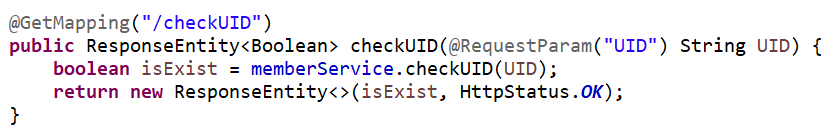 @GetMapping("/checkUID")
public ResponseEntity<Boolean> checkUID(@RequestParam("UID") String UID) {
    boolean isExist = memberService.checkUID(UID);
    return new ResponseEntity<>(isExist, HttpStatus.OK);
}